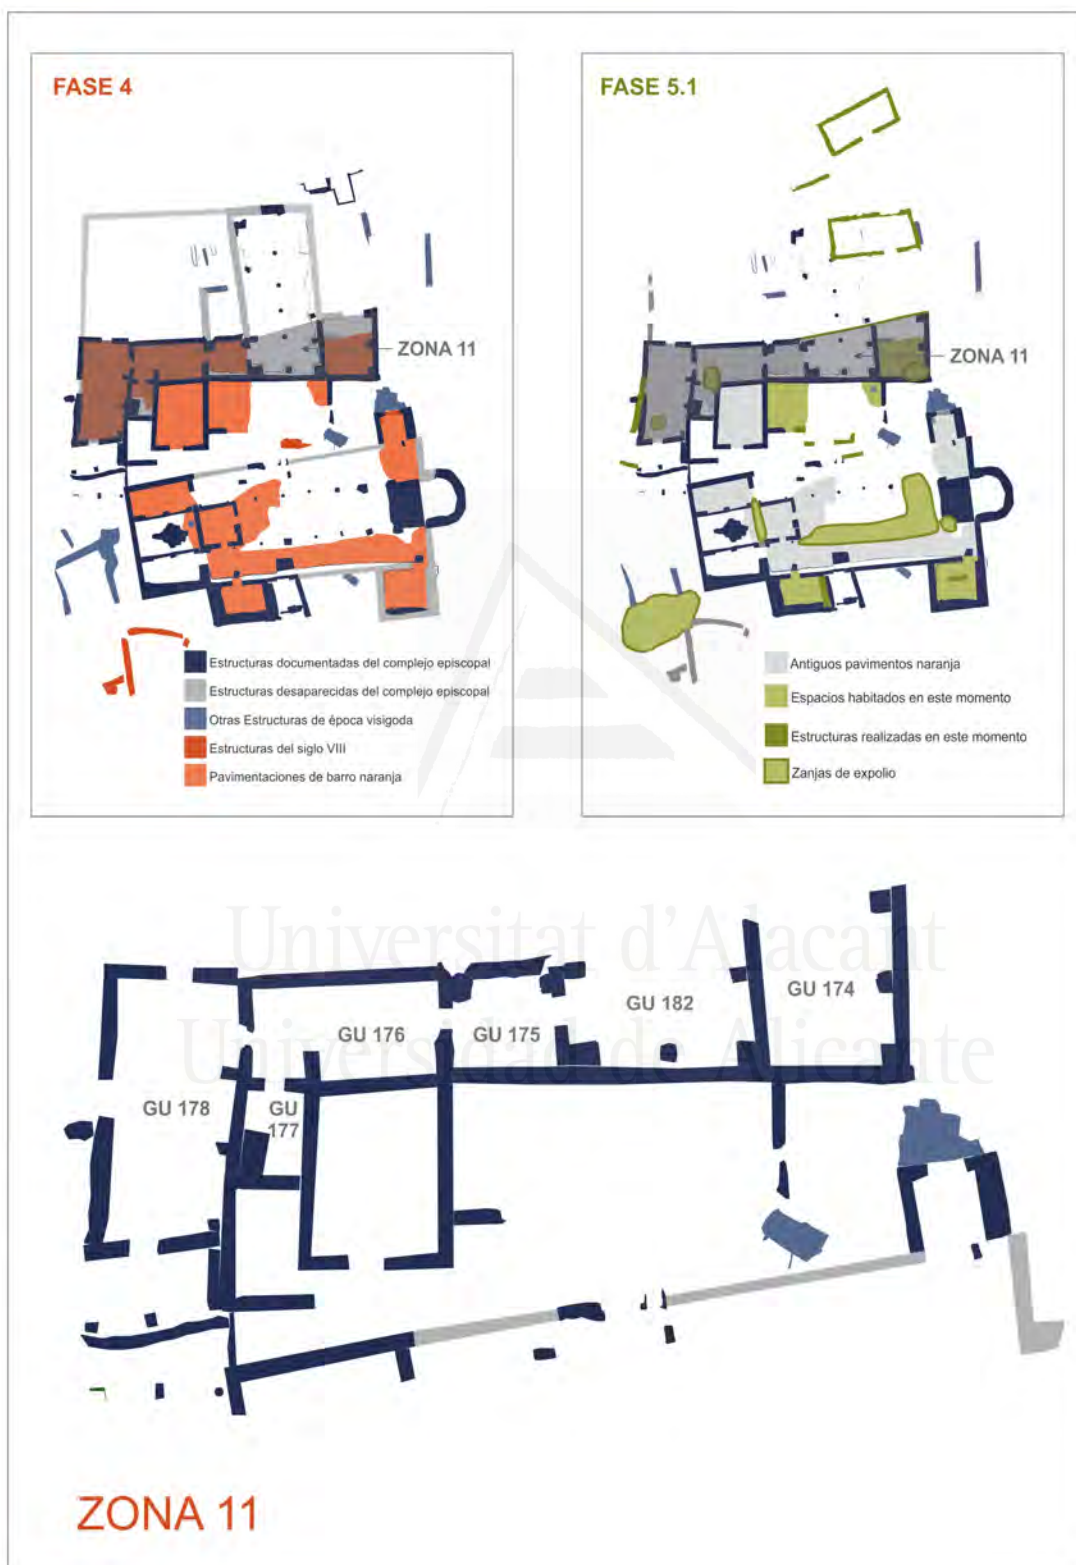 FASE 4
ZONA 11
Estructuras documentadas del complejo episcopal
Estructuras desaparecidas del complejo episcopal
Otras Estructuras de época visigoda
Estructuras del siglo VIII
Pavimentaciones de barro naranja
FASE 5.1
ZONA 11
Antiguos pavimentos naranja
Espacios habitados en este momento
Estructuras realizadas en este momento
Zanjas de expolio
Universitat d'Alacant
Universidad de Alicante
GU 174
GU 182
GU 176
GU 175
GU 178
GU
177
ZONA 11